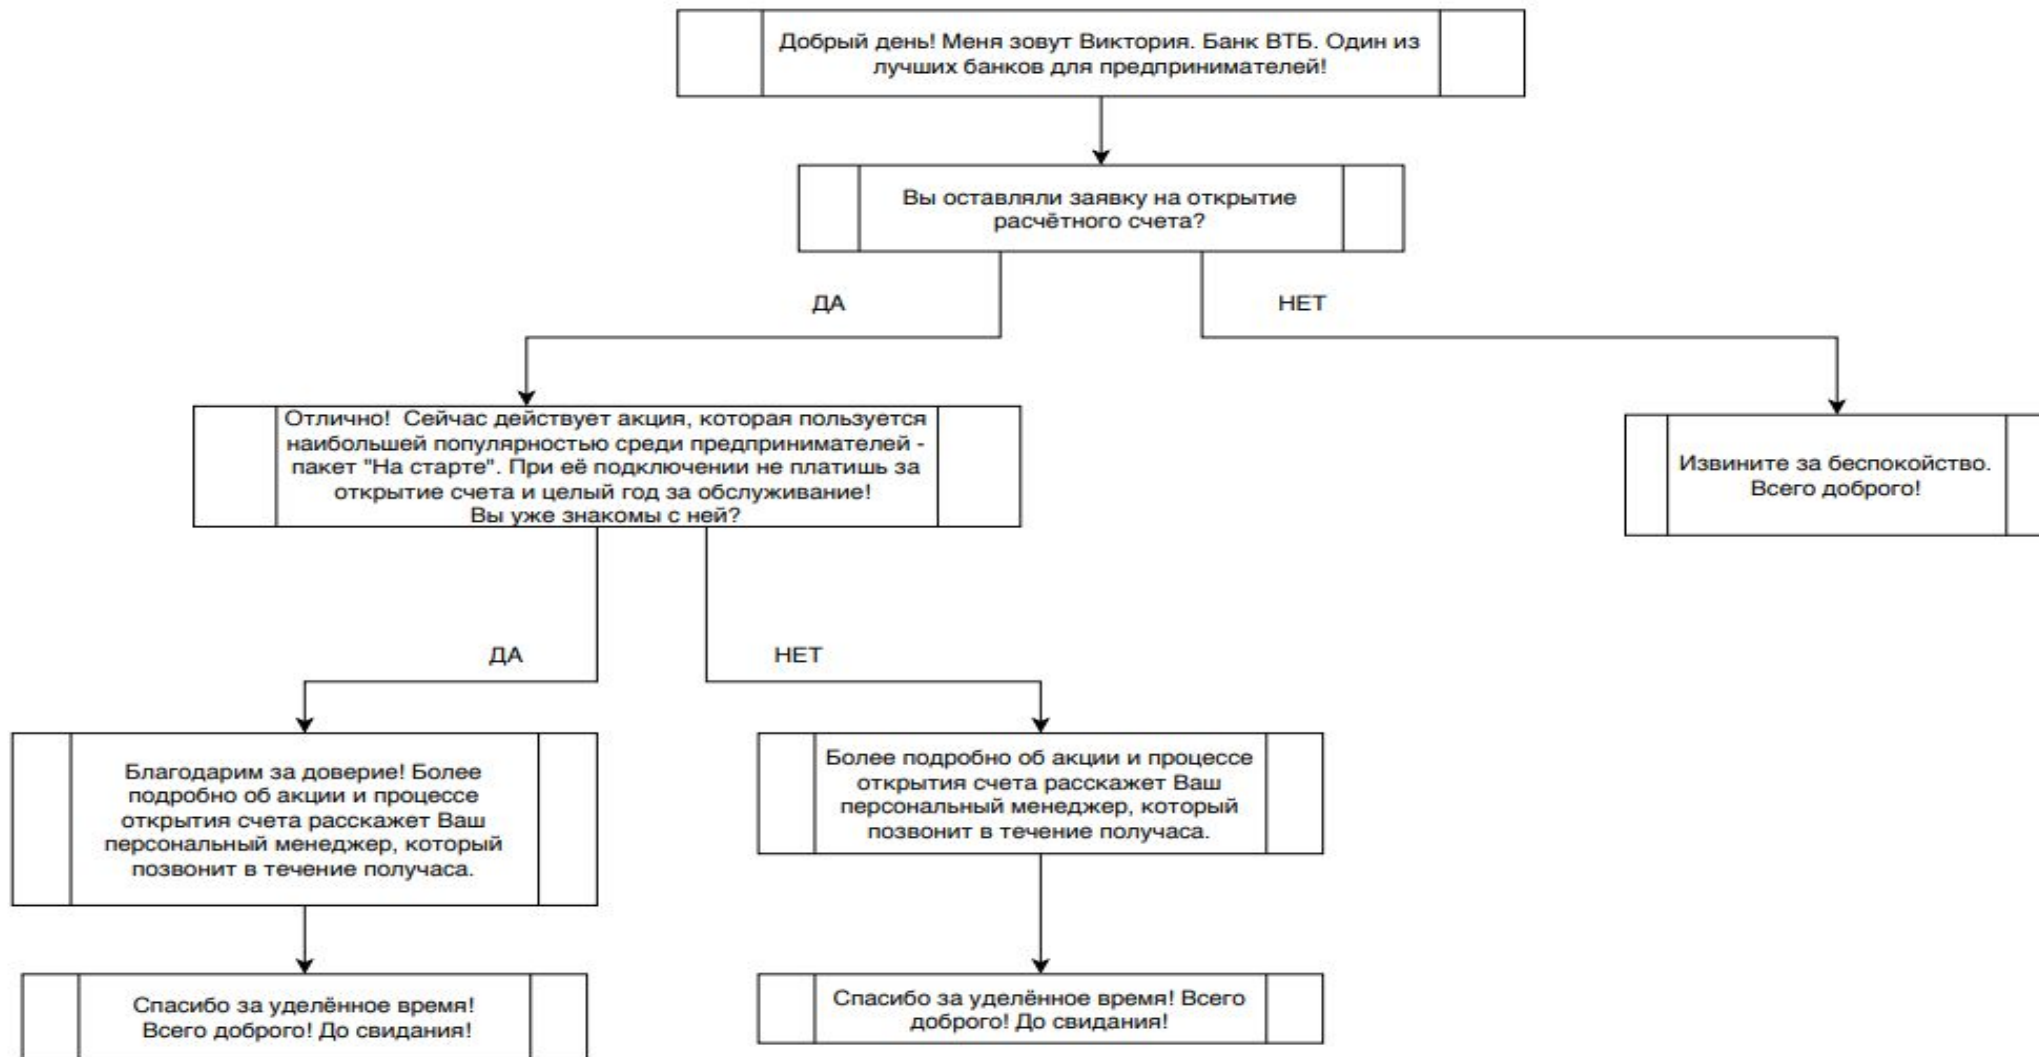 Добрый день! Меня зовут Виктория. Банк ВТБ. Один из
лучших банков для предпринимателей!
Вы оставляли заявку на открытие
расчётного счета?
ДА
НЕТ
Отлично!  Сейчас действует акция, которая пользуется
наибольшей популярностью среди предпринимателей -
пакет "На старте". При её подключении не платишь за
открытие счета и целый год за обслуживание!
Вы уже знакомы с ней?
Извините за беспокойство.
Всего доброго!
ДА
НЕТ
Благодарим за доверие! Более
подробно об акции и процессе
открытия счета расскажет Ваш
персональный менеджер, который
позвонит в течение получаса.
Более подробно об акции и процессе
открытия счета расскажет Ваш
персональный менеджер, который
позвонит в течение получаса.
Спасибо за уделённое время!
Всего доброго! До свидания!
Спасибо за уделённое время! Всего
доброго! До свидания!